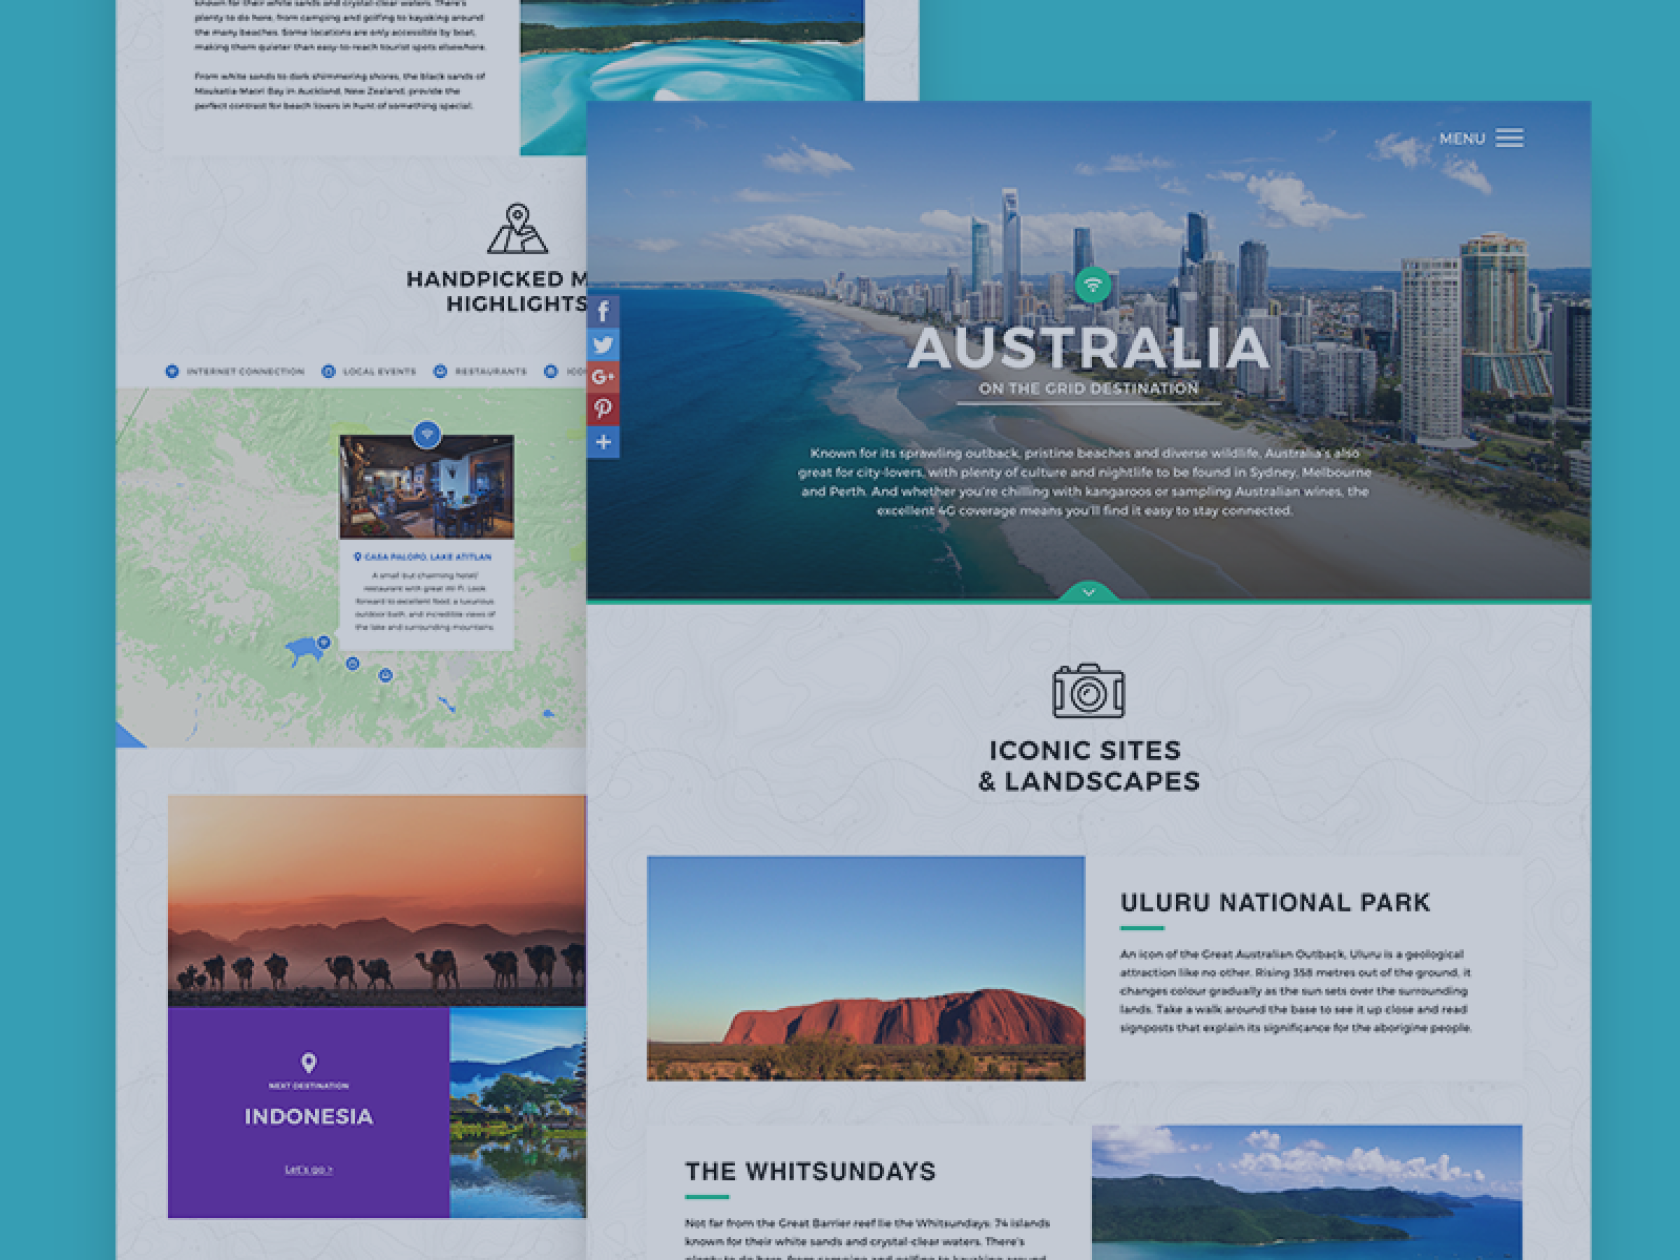 known for their white sands and crystal-clear waters. There's
plenty to do here, from camping and golfing to kayaking around
the many beaches. Some locations are only accessible by boat,
making them quieter than easy-to-reach tourist spots elsewhere.
From white sands to dark shimmering shores, the black sands of
Maukatia Maori Bay in Auckland, New Zealand, provide the
perfect contrast for beach lovers in hunt of something special.
HANDPICKED M
HIGHLIGHTS
INTERNET CONNECTION
LOCAL EVENTS
RESTAURANTS
ICO
CASA PALOPO, LAKE ATITLAN
A small but charming hotel/
restaurant with great Wi-Fi. Look
forward to excellent food, a luxurious
outdoor bath, and incredible views of
the lake and surrounding mountains.
NEXT DESTINATION
INDONESIA
Let's go >
MENU
f
G+
AUSTRALIA
ON THE GRID DESTINATION
Known for its sprawling outback, pristine beaches and diverse wildlife, Australia's also
great for city-lovers, with plenty of culture and nightlife to be found in Sydney, Melbourne
and Perth. And whether you're chilling with kangaroos or sampling Australian wines, the
excellent 4G coverage means you'll find it easy to stay connected.
ICONIC SITES
& LANDSCAPES
ULURU NATIONAL PARK
An icon of the Great Australian Outback, Uluru is a geological
attraction like no other. Rising 358 metres out of the ground, it
changes colour gradually as the sun sets over the surrounding
lands. Take a walk around the base to see it up close and read
signposts that explain its significance for the aborigine people.
THE WHITSUNDAYS
Not far from the Great Barrier reef lie the Whitsundays: 74 islands
known for their white sands and crystal-clear waters. There's
plenty to do here, from camping and golfing to kayaking around